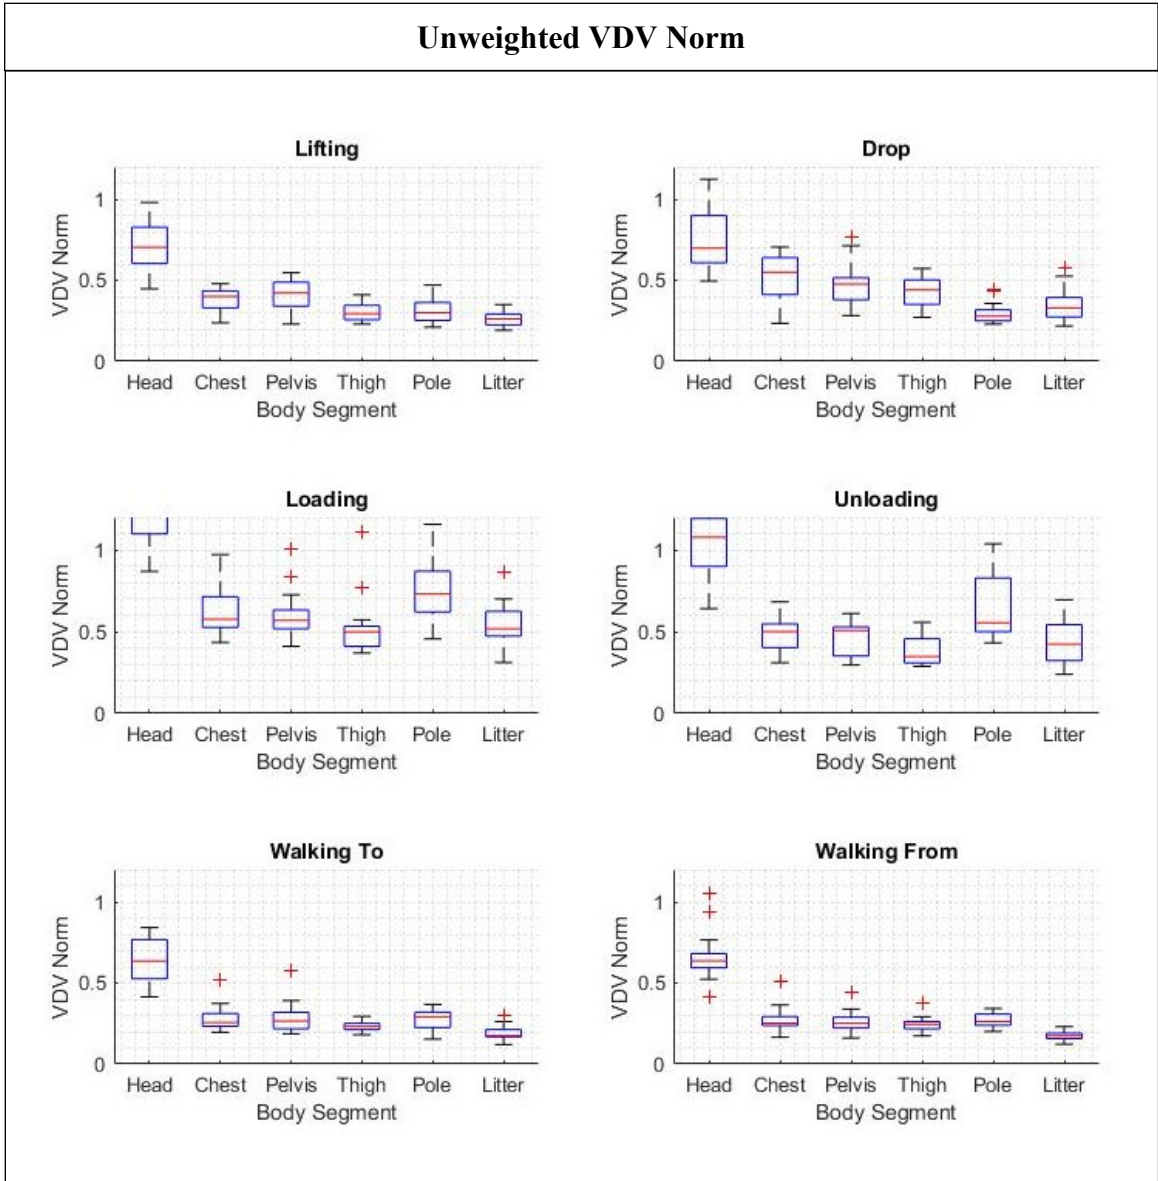 Unweighted VDV Norm
Lifting
VDV Norm
1
0.5
0
Head Chest Pelvis Thigh Pole Litter
Body Segment
Drop
VDV Norm
1
0.5
0
Head Chest Pelvis Thigh Pole Litter
Body Segment
Loading
VDV Norm
1
0.5
0
Head Chest Pelvis Thigh Pole Litter
Body Segment
Unloading
VDV Norm
1
0.5
0
Head Chest Pelvis Thigh Pole Litter
Body Segment
Walking To
VDV Norm
1
0.5
0
Head Chest Pelvis Thigh Pole Litter
Body Segment
Walking From
VDV Norm
1
0.5
0
Head Chest Pelvis Thigh Pole Litter
Body Segment